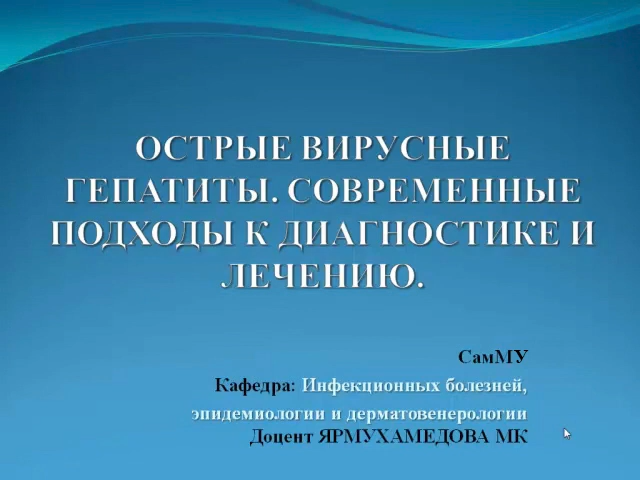 ОСТРЫЕ ВИРУСНЫЕ
ГЕПАТИТЫ. СОВРЕМЕННЫЕ
ПОДХОДЫ К ДИАГНОСТИКЕ И
ЛЕЧЕНИЮ.
СамМУ
Кафедра: Инфекционных болезней,
эпидемиологии и дерматовенерологии
Доцент ЯРМУХАМЕДОВА МК